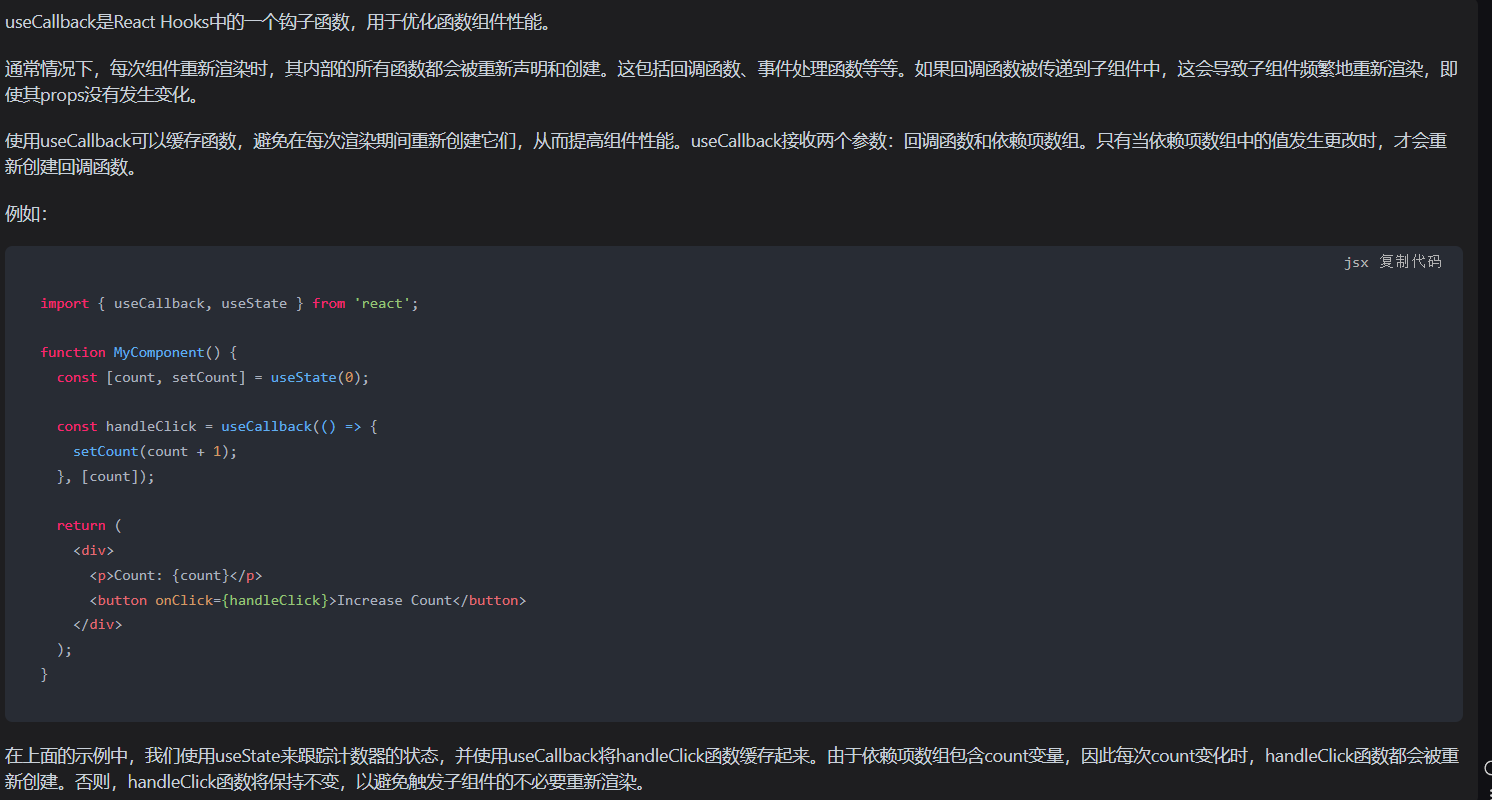 useCallback是React Hooks中的一个钩子函数，用于优化函数组件性能。
通常情况下，每次组件重新渲染时，其内部的所有函数都会被重新声明和创建。这包括回调函数、事件处理函数等等。如果回调函数被传递到子组件中，这会导致子组件频繁地重新渲染，即
使其props没有发生变化。
使用useCallback可以缓存函数，避免在每次渲染期间重新创建它们，从而提高组件性能。useCallback接收两个参数：回调函数和依赖项数组。只有当依赖项数组中的值发生更改时，才会重
新创建回调函数。
例如：
jsx 复制代码
import { useCallback, useState } from 'react';
function MyComponent() {
  const [count, setCount] = useState(0);
  const handleClick = useCallback(() => {
    setCount(count + 1);
  }, [count]);
  return (
    <div>
      <p>Count: {count}</p>
      <button onClick={handleClick}>Increase Count</button>
    </div>
  );
}
在上面的示例中，我们使用useState来跟踪计数器的状态，并使用useCallback将handleClick函数缓存起来。由于依赖项数组包含count变量，因此每次count变化时，handleClick函数都会被重
新创建。否则，handleClick函数将保持不变，以避免触发子组件的不必要重新渲染。